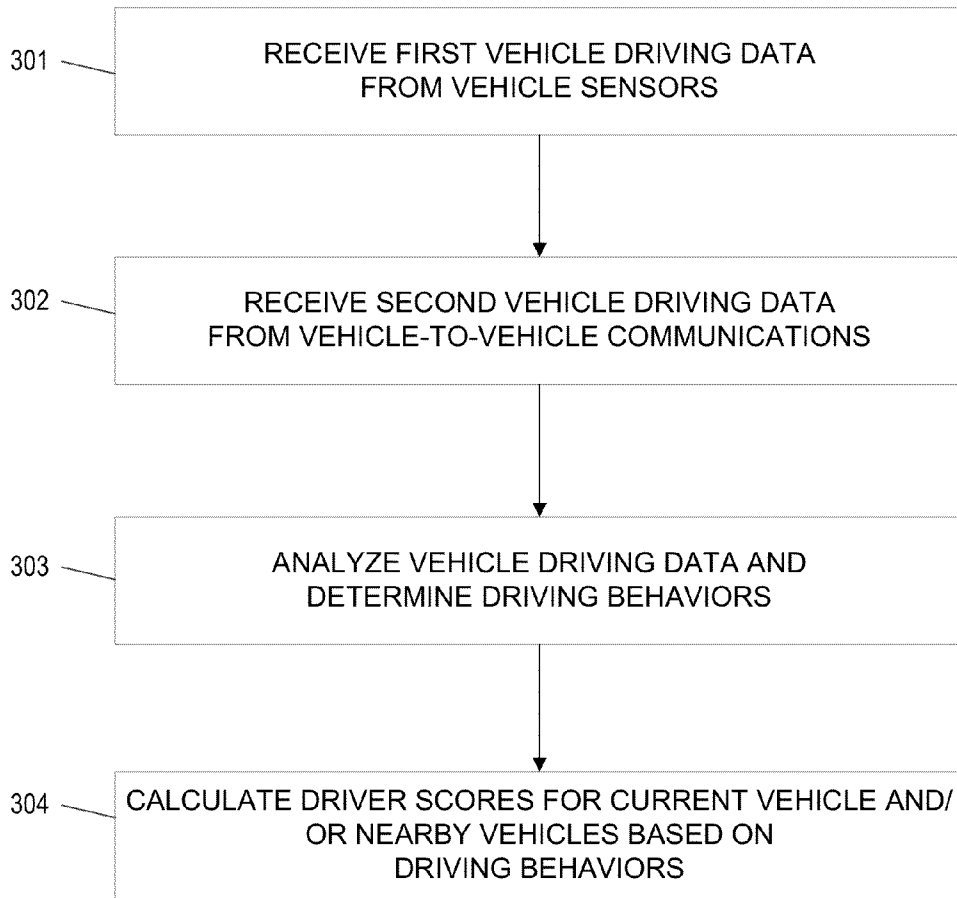 301
RECEIVE FIRST VEHICLE DRIVING DATA
FROM VEHICLE SENSORS
302
RECEIVE SECOND VEHICLE DRIVING DATA
FROM VEHICLE-TO-VEHICLE COMMUNICATIONS
303
ANALYZE VEHICLE DRIVING DATA AND
DETERMINE DRIVING BEHAVIORS
304
CALCULATE DRIVER SCORES FOR CURRENT VEHICLE AND/
OR NEARBY VEHICLES BASED ON
DRIVING BEHAVIORS